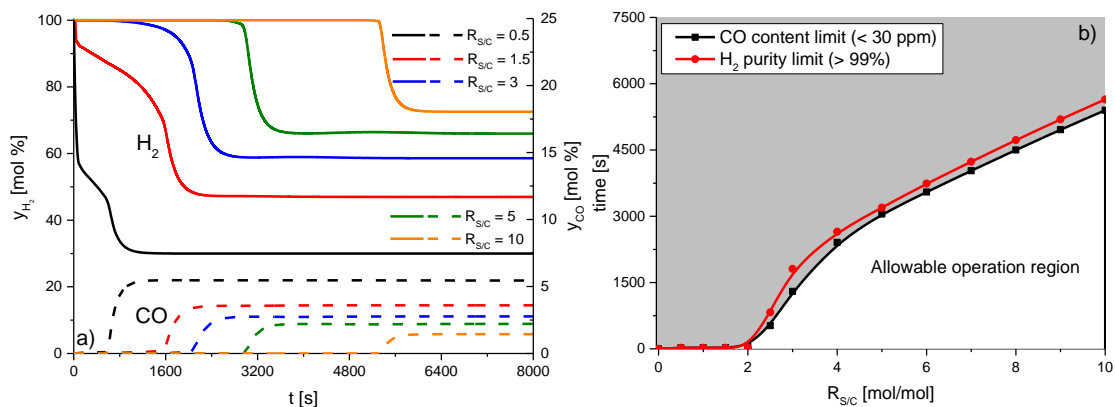 100
80
60
40
20
0
y_H₂ [mol %]
R_S/C = 0.5
R_S/C = 1.5
R_S/C = 3
H₂
R_S/C = 5
R_S/C = 10
CO
a)
25
20
15
10
5
0
y_CO [mol %]
0 1600 3200 4800 6400 8000
t [s]
7500
6000
4500
3000
1500
0
time [s]
CO content limit (< 30 ppm)
H₂ purity limit (> 99%)
b)
Allowable operation region
0 2 4 6 8 10
R_S/C [mol/mol]